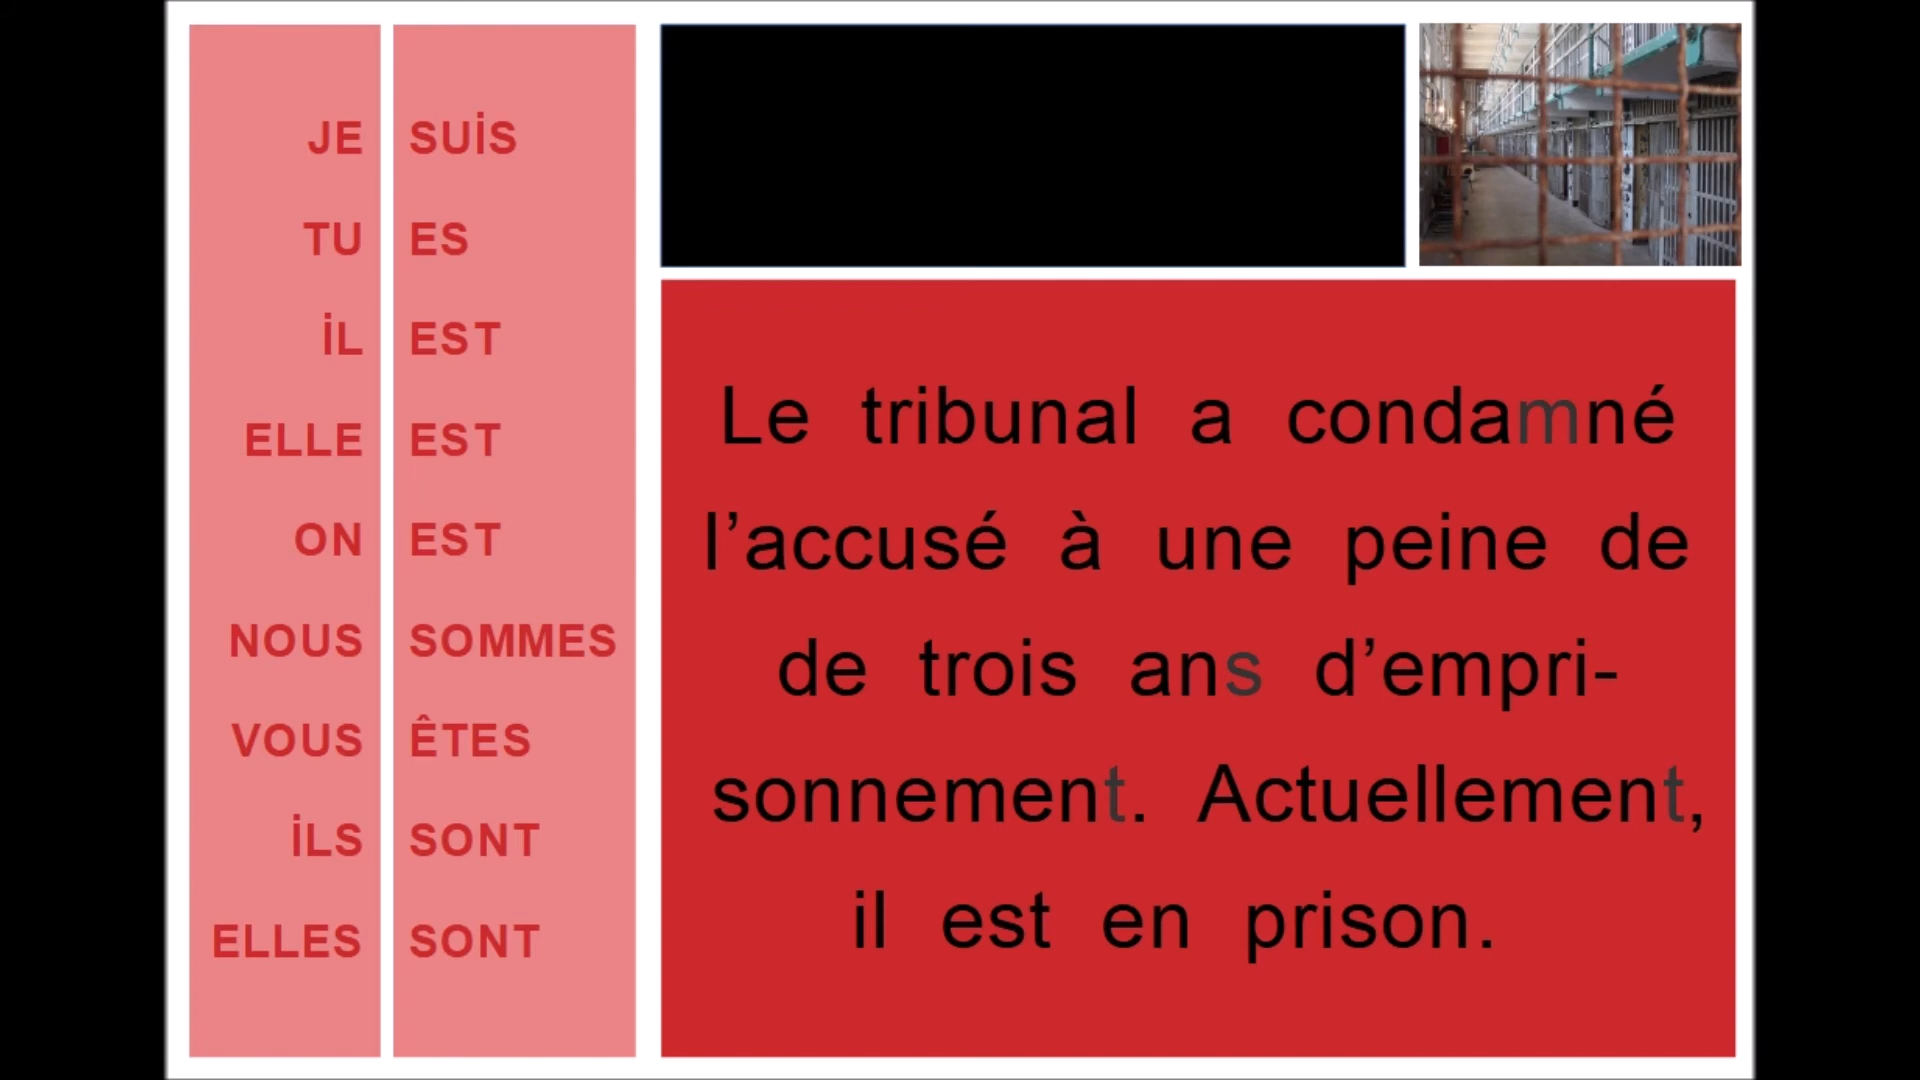 JE SUİS
TU ES
İL EST
ELLE EST
ON EST
NOUS SOMMES
VOUS ÊTES
İLS SONT
ELLES SONT
Le tribunal a condamné
l’accusé à une peine de
de trois ans d’empri-
sonnement. Actuellement,
il est en prison.